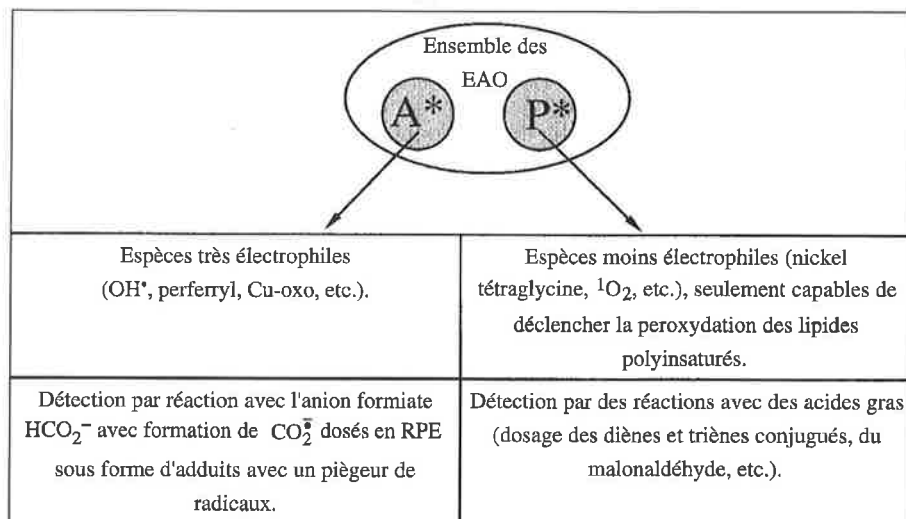 Ensemble des
EAO
A* P*
Espèces très électrophiles
(OH•, perferryl, Cu-oxo, etc.).
Espèces moins électrophiles (nickel
tétraglycine, ¹O₂, etc.), seulement capables de
déclencher la peroxydation des lipides
polyinsaturés.
Détection par réaction avec l'anion formiate
HCO₂⁻ avec formation de CO₂•⁻ dosés en RPE
sous forme d'adduits avec un piègeur de
radicaux.
Détection par des réactions avec des acides gras
(dosage des diènes et triènes conjugués, du
malonaldéhyde, etc.).